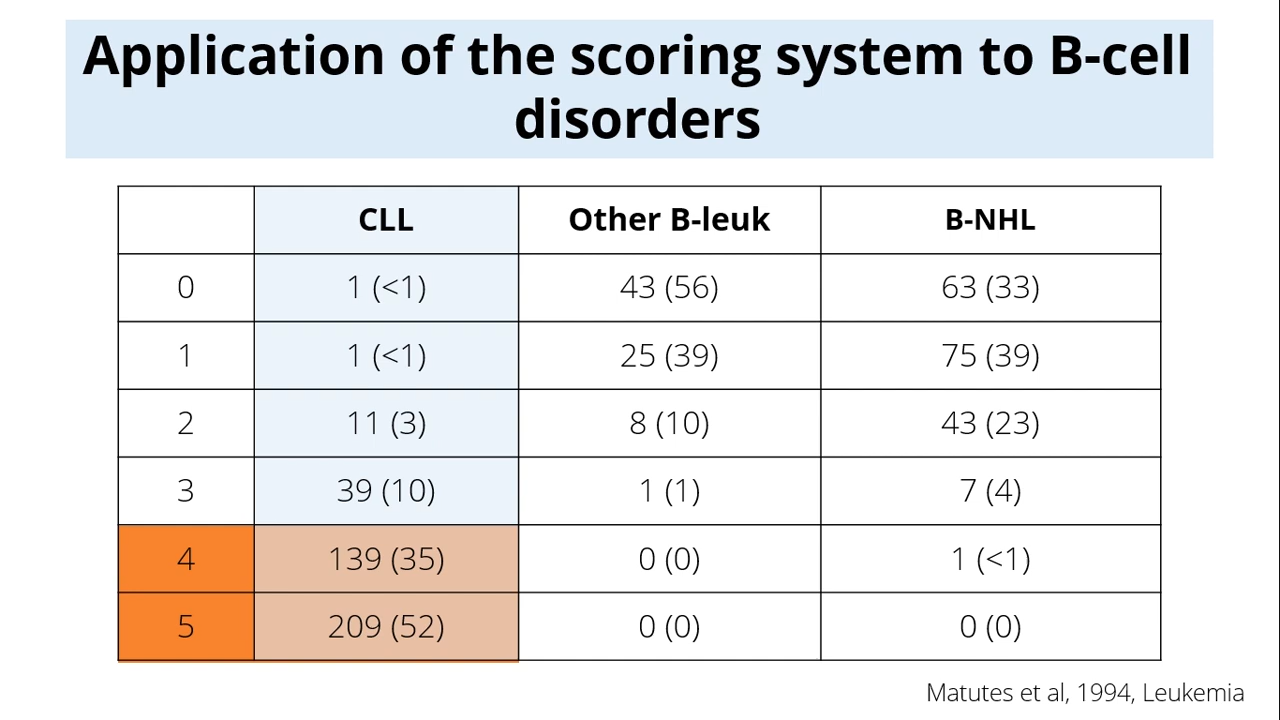 Application of the scoring system to B-cell
disorders
CLL Other B-leuk B-NHL
0 1 (<1) 43 (56) 63 (33)
1 1 (<1) 25 (39) 75 (39)
2 11 (3) 8 (10) 43 (23)
3 39 (10) 1 (1) 7 (4)
4 139 (35) 0 (0) 1 (<1)
5 209 (52) 0 (0) 0 (0)
Matutes et al, 1994, Leukemia